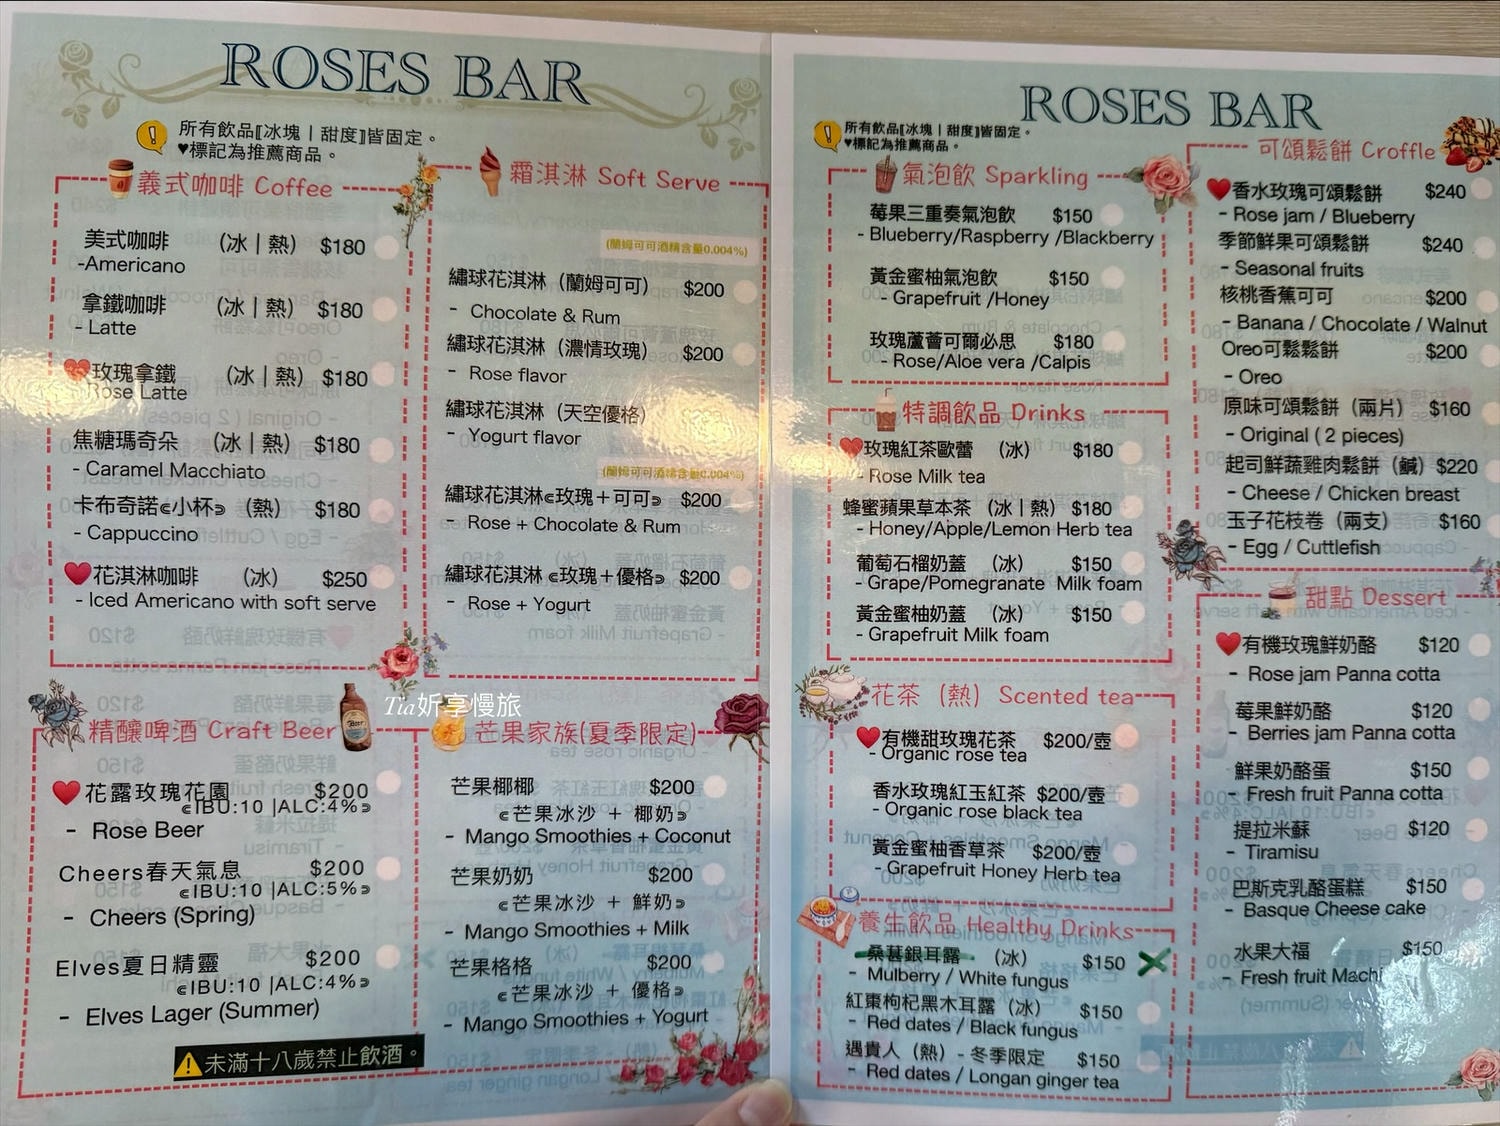 ROSES BAR
所有飲品〖冰塊 | 甜度〗皆固定。
♥標記為推薦商品。
義式咖啡 Coffee
美式咖啡 (冰 | 熱) $180
-Americano
拿鐵咖啡 (冰 | 熱) $180
- Latte
玫瑰拿鐵 (冰 | 熱) $180
Rose Latte
焦糖瑪奇朵 (冰 | 熱) $180
- Caramel Macchiato
卡布奇諾⋐小杯⋑ (熱) $180
- Cappuccino
花淇淋咖啡 (冰) $250
- Iced Americano with soft serve
霜淇淋 Soft Serve
(蘭姆可可酒精含量0.004%)
繡球花淇淋 (蘭姆可可) $200
- Chocolate & Rum
繡球花淇淋 (濃情玫瑰) $200
- Rose flavor
繡球花淇淋 (天空優格)
- Yogurt flavor
(蘭姆可可酒精含量0.004%)
繡球花淇淋⋐玫瑰＋可可⋑ $200
- Rose + Chocolate & Rum
繡球花淇淋 ⋐玫瑰＋優格⋑ $200
- Rose + Yogurt
精釀啤酒 Craft Beer
Beer
花露玫瑰花園 $200
⋐IBU:10 |ALC:4%⋑
- Rose Beer
Cheers春天氣息 $200
⋐IBU:10 |ALC:5%⋑
- Cheers (Spring)
Elves夏日精靈 $200
⋐IBU:10 |ALC:4%⋑
- Elves Lager (Summer)
未滿十八歲禁止飲酒。
Tia妡享慢旅
芒果家族(夏季限定)
芒果椰椰 $200
⋐芒果冰沙 ＋ 椰奶⋑
- Mango Smoothies + Coconut
芒果奶奶 $200
⋐芒果冰沙 ＋ 鮮奶⋑
- Mango Smoothies + Milk
芒果格格 $200
⋐芒果冰沙 ＋ 優格⋑
- Mango Smoothies + Yogurt
ROSES BAR
所有飲品〖冰塊 | 甜度〗皆固定。
♥標記為推薦商品。
氣泡飲 Sparkling
莓果三重奏氣泡飲 $150
- Blueberry/Raspberry /Blackberry
黃金蜜柚氣泡飲 $150
- Grapefruit /Honey
玫瑰蘆薈可爾必思 $180
- Rose/Aloe vera /Calpis
特調飲品 Drinks
玫瑰紅茶歐蕾 (冰) $180
- Rose Milk tea
蜂蜜蘋果草本茶 (冰 | 熱) $180
- Honey/Apple/Lemon Herb tea
葡萄石榴奶蓋 (冰) $150
- Grape/Pomegranate Milk foam
黃金蜜柚奶蓋 (冰) $150
- Grapefruit Milk foam
花茶 (熱) Scented tea
有機甜玫瑰花茶 $200/壺
- Organic rose tea
香水玫瑰紅玉紅茶 $200/壺
- Organic rose black tea
黃金蜜柚香草茶 $200/壺
- Grapefruit Honey Herb tea
養生飲品 Healthy Drinks
桑葚銀耳露 (冰) $150
- Mulberry / White fungus
紅棗枸杞黑木耳露 (冰) $150
- Red dates / Black fungus
遇貴人 (熱) - 冬季限定 $150
- Red dates / Longan ginger tea
可頌鬆餅 Croffle
香水玫瑰可頌鬆餅 $240
- Rose jam / Blueberry
季節鮮果可頌鬆餅 $240
- Seasonal fruits
核桃香蕉可可 $200
- Banana / Chocolate / Walnut
Oreo可鬆鬆餅 $200
- Oreo
原味可頌鬆餅 (兩片) $160
- Original ( 2 pieces)
起司鮮蔬雞肉鬆餅 (鹹) $220
- Cheese / Chicken breast
玉子花枝卷 (兩支) $160
- Egg / Cuttlefish
甜點 Dessert
有機玫瑰鮮奶酪 $120
- Rose jam Panna cotta
莓果鮮奶酪 $120
- Berries jam Panna cotta
鮮果奶酪蛋 $150
- Fresh fruit Panna cotta
提拉米蘇 $120
- Tiramisu
巴斯克乳酪蛋糕 $150
- Basque Cheese cake
水果大福 $150
- Fresh fruit Machi